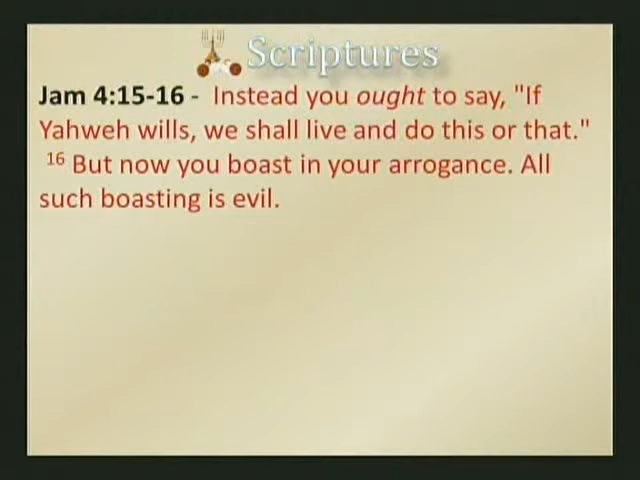 Scriptures
Jam 4:15-16 - Instead you ought to say, "If
Yahweh wills, we shall live and do this or that."
16 But now you boast in your arrogance. All
such boasting is evil.